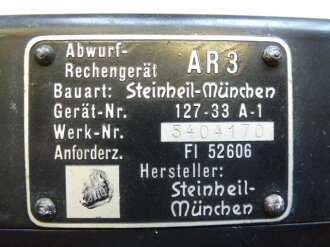 Abwurf-
Rechengerät AR 3
Bauart: Steinheil-München
Gerät-Nr. 127-33 A-1
Werk-Nr. 5404170
Anforderz. Fl 52606
Hersteller:
Steinheil-
München